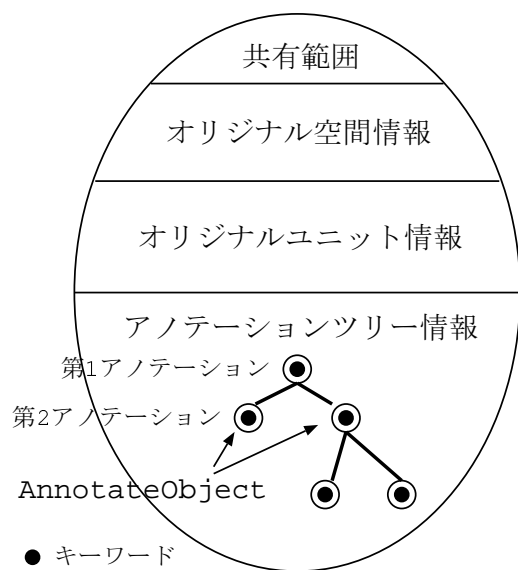 共有範囲
オリジナル空間情報
オリジナルユニット情報
アノテーションツリー情報
第1アノテーション
第2アノテーション
AnnotateObject
● キーワード